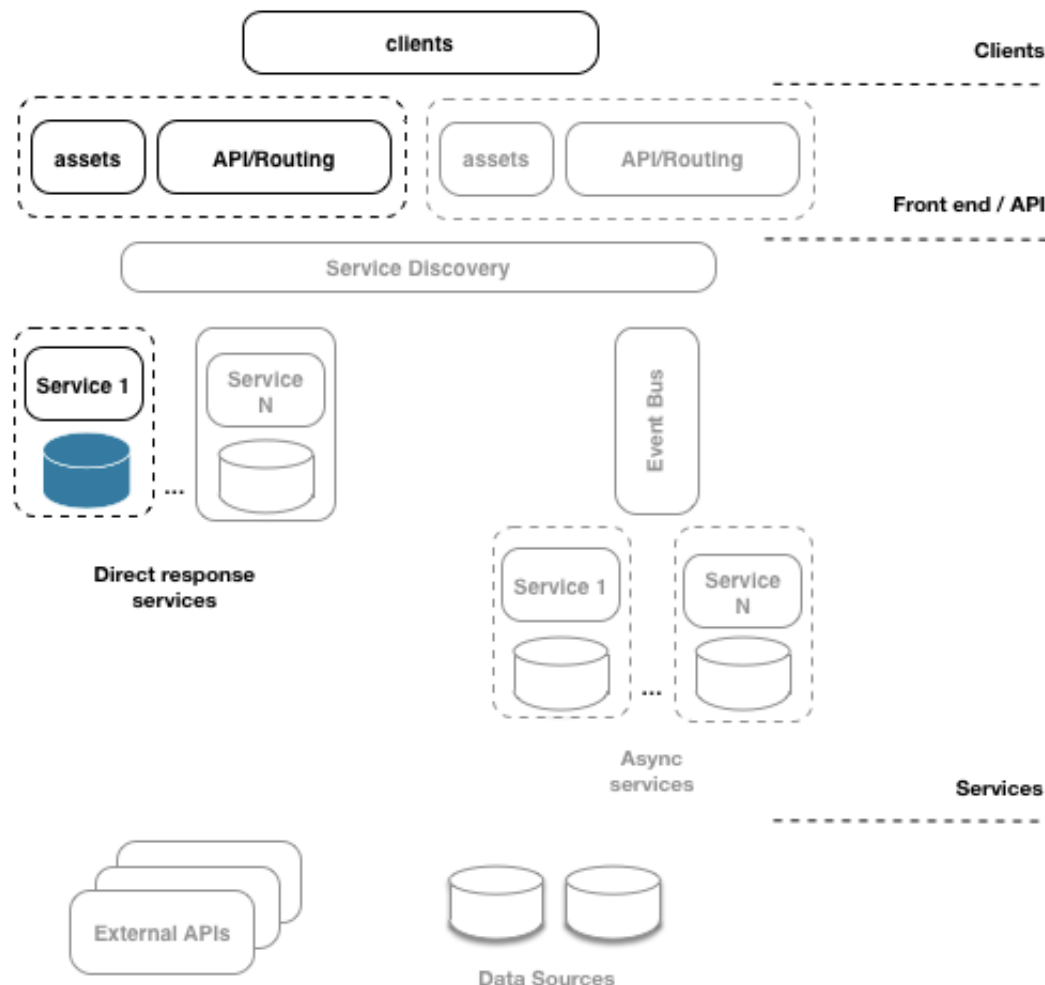 clients
Clients
assets
API/Routing
assets
API/Routing
Front end / API
Service Discovery
Service 1
...
Service
N
Event Bus
Direct response
services
Service 1
...
Service
N
Async
services
Services
External APIs
Data Sources